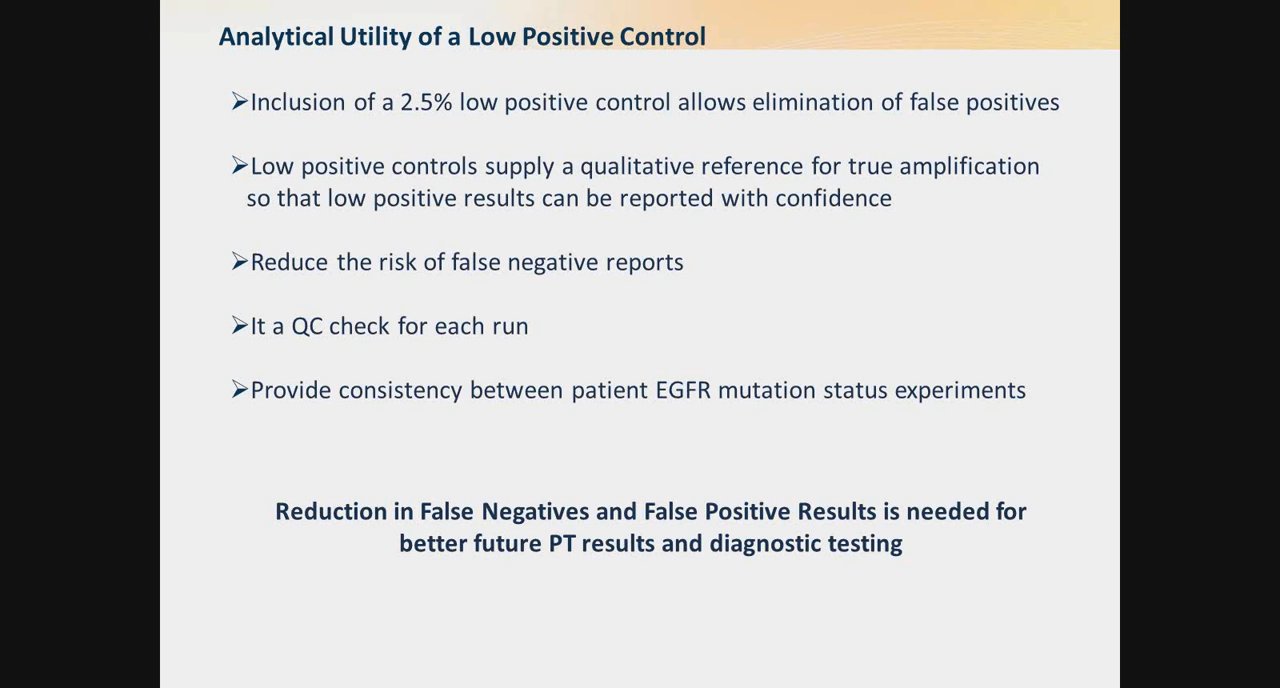 Analytical Utility of a Low Positive Control
➢Inclusion of a 2.5% low positive control allows elimination of false positives
➢Low positive controls supply a qualitative reference for true amplification
so that low positive results can be reported with confidence
➢Reduce the risk of false negative reports
➢It a QC check for each run
➢Provide consistency between patient EGFR mutation status experiments
Reduction in False Negatives and False Positive Results is needed for
better future PT results and diagnostic testing